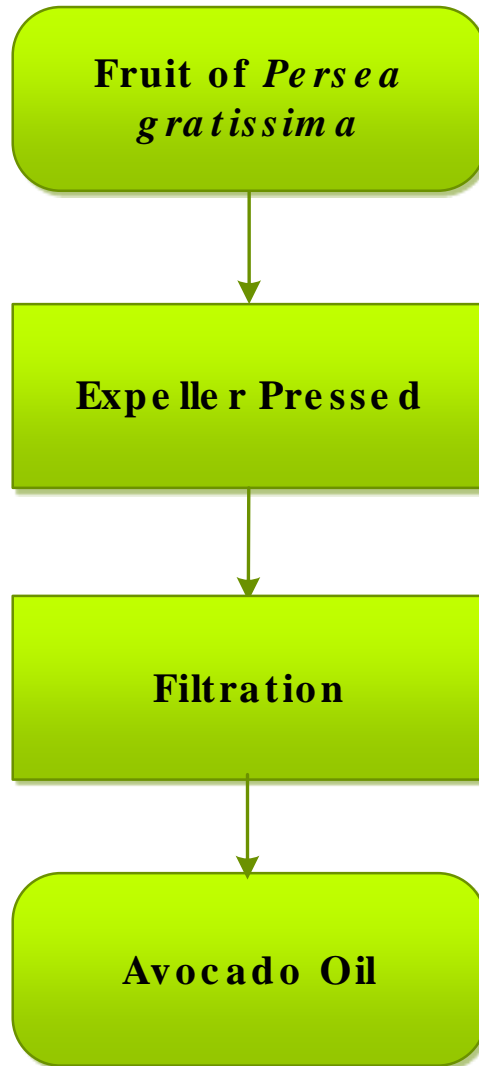 Fruit of Persea
gratissima
Expeller Pressed
Filtration
Avocado Oil